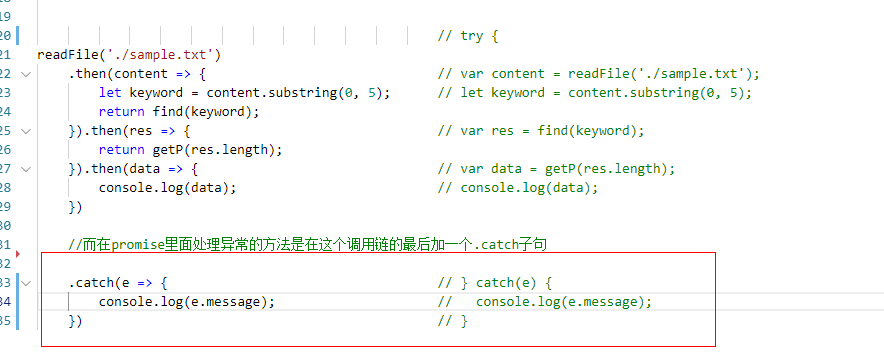 19
20 // try {
21 readFile('./sample.txt')
22 .then(content => { // var content = readFile('./sample.txt');
23 let keyword = content.substring(0, 5); // let keyword = content.substring(0, 5);
24 return find(keyword);
25 }).then(res => { // var res = find(keyword);
26 return getP(res.length);
27 }).then(data => { // var data = getP(res.length);
28 console.log(data); // console.log(data);
29 })
30
31 //而在promise里面处理异常的方法是在这个调用链的最后加一个.catch子句
32
33 .catch(e => { // } catch(e) {
34 console.log(e.message); // console.log(e.message);
35 }) // }